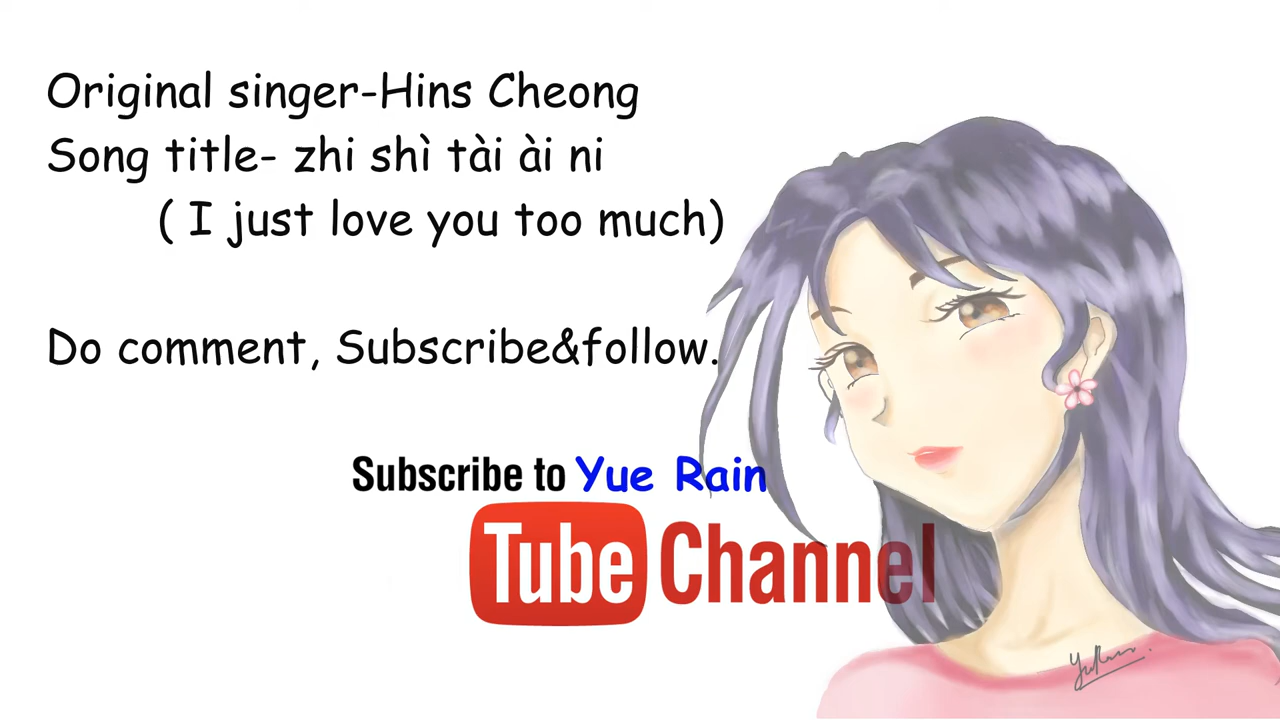 Original singer-Hins Cheong
Song title- zhi shì tài ài ni
( I just love you too much)
Do comment, Subscribe&follow.
Subscribe to Yue Rain
Tube Channel